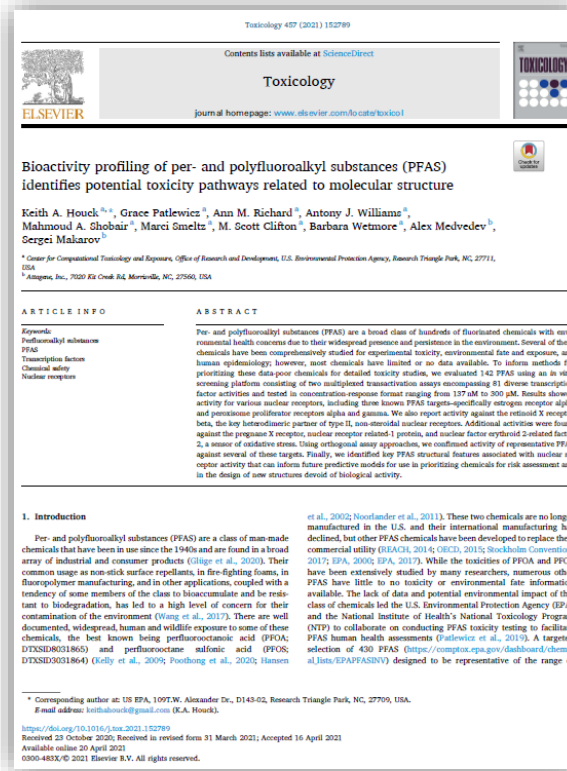 Toxicology 457 (2021) 152789
Contents lists available at ScienceDirect
Toxicology
journal homepage: www.elsevier.com/locate/toxicol
ELSEVIER
TOXICOLOGY
Check for
updates
Bioactivity profiling of per- and polyfluoroalkyl substances (PFAS)
identifies potential toxicity pathways related to molecular structure
Keith A. Houck a,*, Grace Patlewicz a, Ann M. Richard a, Antony J. Williams a,
Mahmoud A. Shobair a, Marci Smeltz a, M. Scott Clifton a, Barbara Wetmore a, Alex Medvedev b,
Sergei Makarov b
a Center for Computational Toxicology and Exposure, Office of Research and Development, U.S. Environmental Protection Agency, Research Triangle Park, NC, 27711,
USA
b Attagene, Inc., 7020 Kit Creek Rd, Morrisville, NC, 27560, USA
ARTICLE INFO
Keywords:
Perfluoroalkyl substances
PFAS
Transcription factors
Chemical safety
Nuclear receptors
ABSTRACT
Per- and polyfluoroalkyl substances (PFAS) are a broad class of hundreds of fluorinated chemicals with env
ronmental health concerns due to their widespread presence and persistence in the environment. Several of the
chemicals have been comprehensively studied for experimental toxicity, environmental fate and exposure, an
human epidemiology; however, most chemicals have limited or no data available. To inform methods f
prioritizing these data-poor chemicals for detailed toxicity studies, we evaluated 142 PFAS using an in vit
screening platform consisting of two multiplexed transactivation assays encompassing 81 diverse transcriptio
factor activities and tested in concentration-response format ranging from 137 nM to 300 μM. Results showe
activity for various nuclear receptors, including three known PFAS targets–specifically estrogen receptor alph
and peroxisome proliferator receptors alpha and gamma. We also report activity against the retinoid X recept
beta, the key heterodimeric partner of type II, non-steroidal nuclear receptors. Additional activities were foun
against the pregnane X receptor, nuclear receptor related-1 protein, and nuclear factor erythroid 2-related fact
2, a sensor of oxidative stress. Using orthogonal assay approaches, we confirmed activity of representative PFA
against several of these targets. Finally, we identified key PFAS structural features associated with nuclear r
ceptor activity that can inform future predictive models for use in prioritizing chemicals for risk assessment an
in the design of new structures devoid of biological activity.
1. Introduction
Per- and polyfluoroalkyl substances (PFAS) are a class of man-made
chemicals that have been in use since the 1940s and are found in a broad
array of industrial and consumer products (Glüge et al., 2020). Their
common usage as non-stick surface repellants, in fire-fighting foams, in
fluoropolymer manufacturing, and in other applications, coupled with a
tendency of some members of the class to bioaccumulate and be resis-
tant to biodegradation, has led to a high level of concern for their
contamination of the environment (Wang et al., 2017). There are well
documented, widespread, human and wildlife exposure to some of these
chemicals, the best known being perfluorooctanoic acid (PFOA;
DTXSID8031865) and perfluorooctane sulfonic acid (PFOS;
DTXSID3031864) (Kelly et al., 2009; Poothong et al., 2020; Hansen
et al., 2002; Noorlander et al., 2011). These two chemicals are no long
manufactured in the U.S. and their international manufacturing ha
declined, but other PFAS chemicals have been developed to replace the
commercial utility (REACH, 2014; OECD, 2015; Stockholm Conventio
2017; EPA, 2000; EPA, 2017). While the toxicities of PFOA and PFO
have been extensively studied by many researchers, numerous othe
PFAS have little to no toxicity or environmental fate informatio
available. The lack of data and potential environmental impact of th
class of chemicals led the U.S. Environmental Protection Agency (EPA
and the National Institute of Health's National Toxicology Progra
(NTP) to collaborate on conducting PFAS toxicity testing to facilitat
PFAS human health assessments (Patlewicz et al., 2019). A targete
selection of 430 PFAS (https://comptox.epa.gov/dashboard/chem
al_lists/EPAPFASINV) designed to be representative of the range
* Corresponding author at: US EPA, 109T.W. Alexander Dr., D143-02, Research Triangle Park, NC, 27709, USA.
E-mail address: keithahouck@gmail.com (K.A. Houck).
https://doi.org/10.1016/j.tox.2021.152789
Received 23 October 2020; Received in revised form 31 March 2021; Accepted 16 April 2021
Available online 20 April 2021
0300-483X/© 2021 Elsevier B.V. All rights reserved.